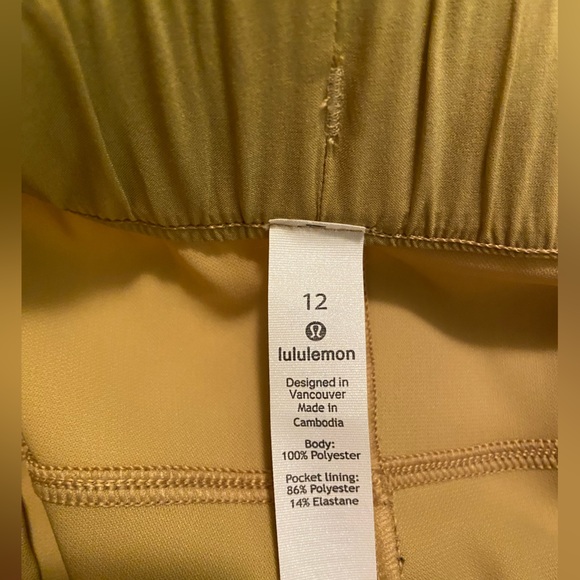 12
lululemon
Designed in
Vancouver
Made in
Cambodia
Body:
100% Polyester
Pocket lining:
86% Polyester
14% Elastane